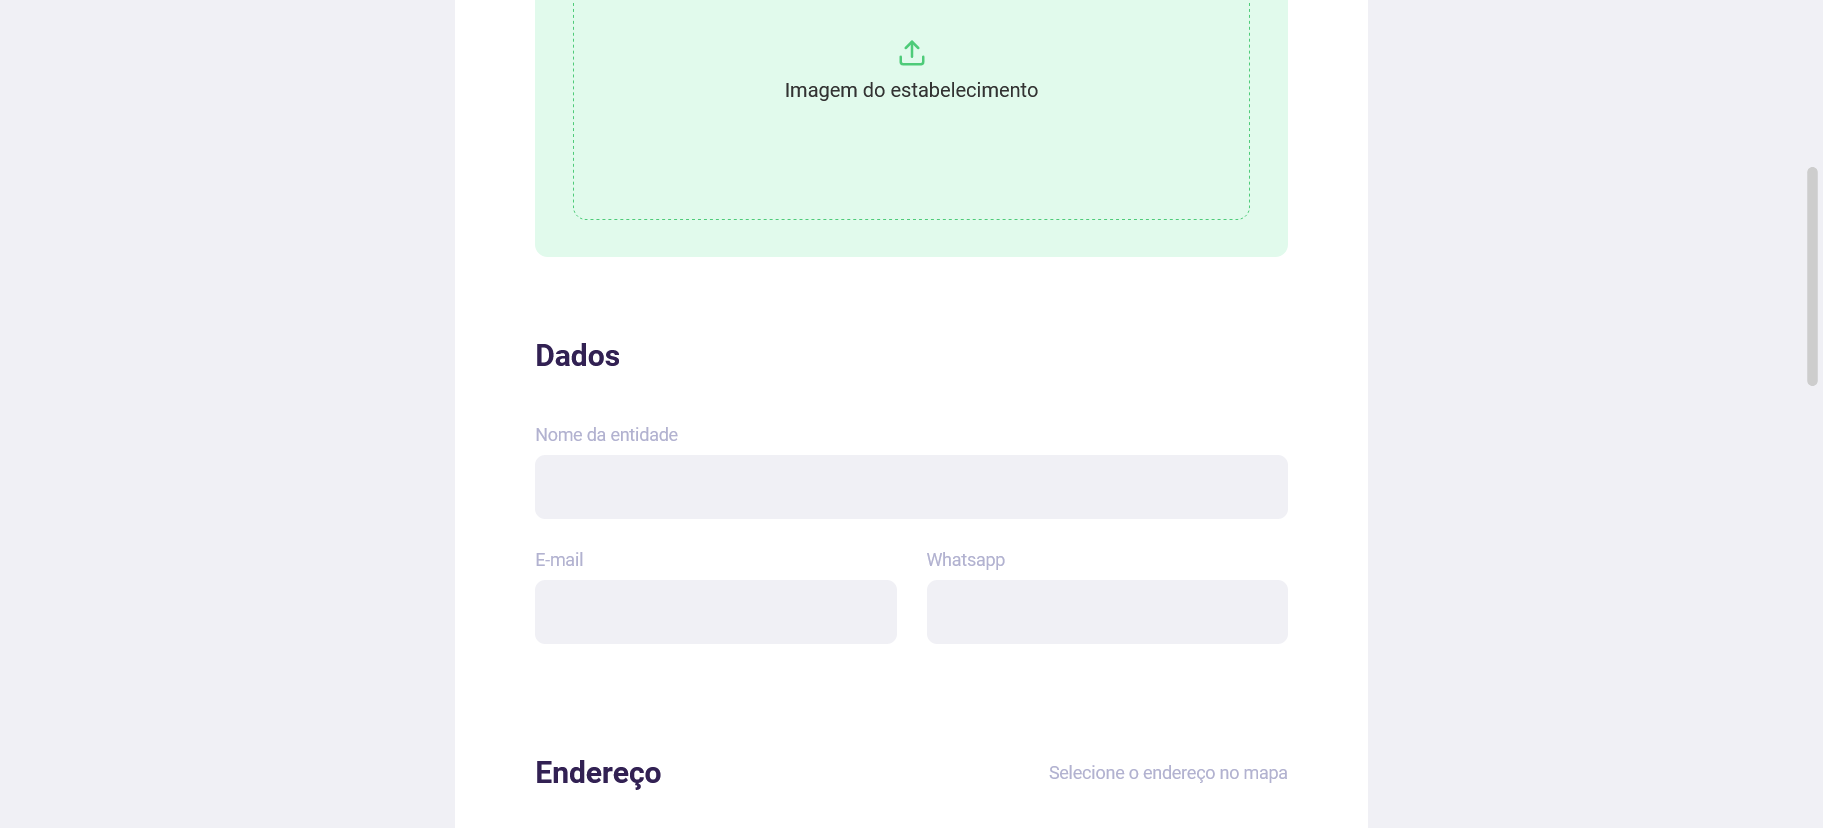 Imagem do estabelecimento
Dados
Nome da entidade
E-mail
Whatsapp
Endereço
Selecione o endereço no mapa